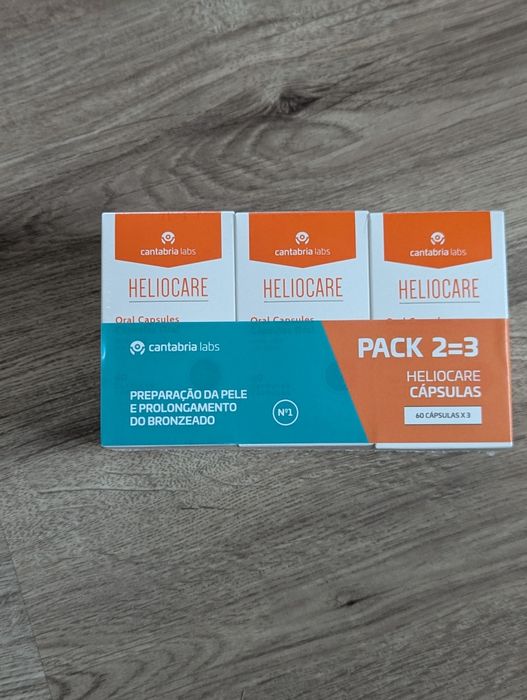 cantabria labs
HELIOCARE
Oral Capsules
cantabria labs
HELIOCARE
Oral Capsules
cantabria labs
HELIOCARE
cantabria labs
PREPARAÇÃO DA PELE
E PROLONGAMENTO
DO BRONZEADO
Nº1
PACK 2=3
HELIOCARE
CÁPSULAS
60 CÁPSULAS X 3